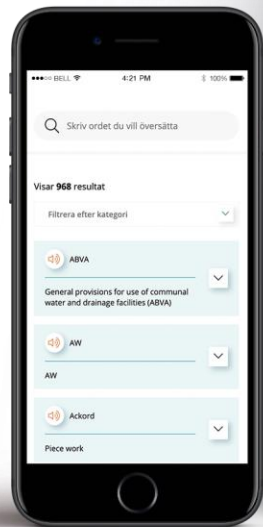 BELL 4:21 PM 100%
Skriv ordet du vill översätta
Visar 968 resultat
Filtrera efter kategori
ABVA
General provisions for use of communal
water and drainage facilities (ABVA)
AW
AW
Ackord
Piece work